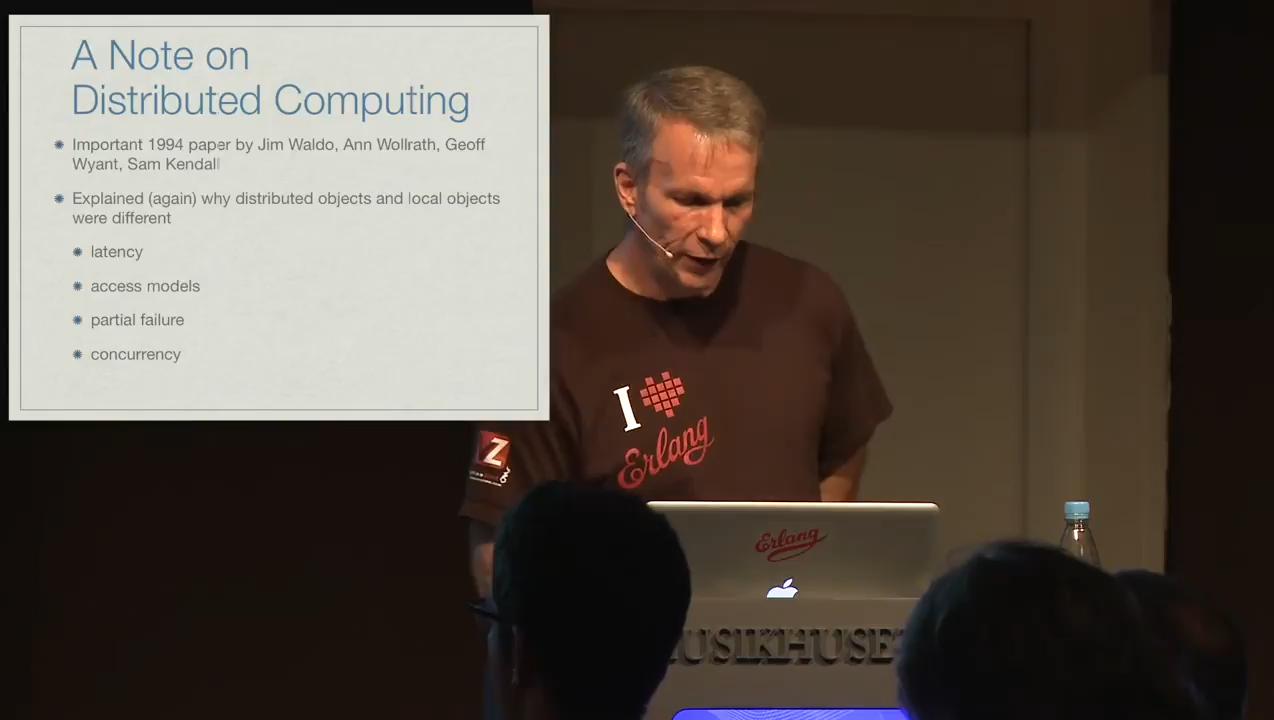 A Note on
Distributed Computing
Important 1994 paper by Jim Waldo, Ann Wollrath, Geoff
Wyant, Sam Kendall
Explained (again) why distributed objects and local objects
were different
latency
access models
partial failure
concurrency
I
Erlang
Z
Erlang
USIKHUSE